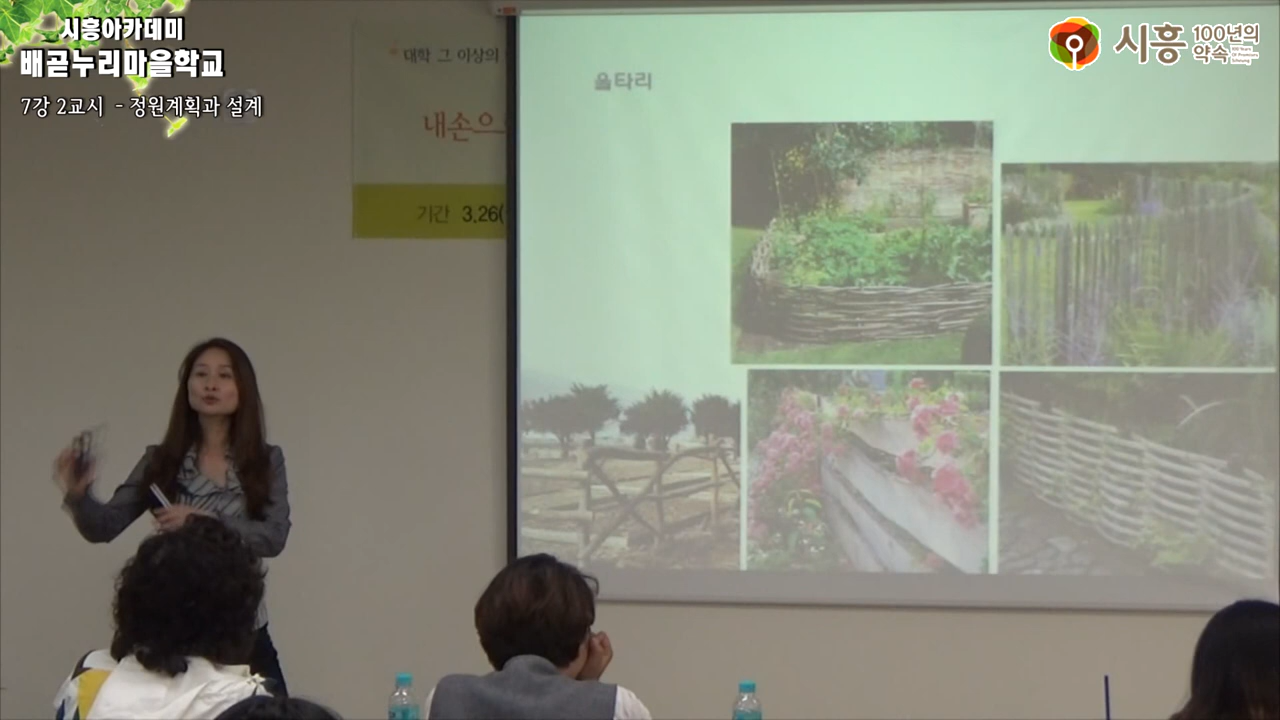 시흥아카데미
배곧누리마을학교
7강 2교시 - 정원계획과 설계
대학 그 이상의
내손으
기간 3.26(
울타리
시흥 100년의
약속